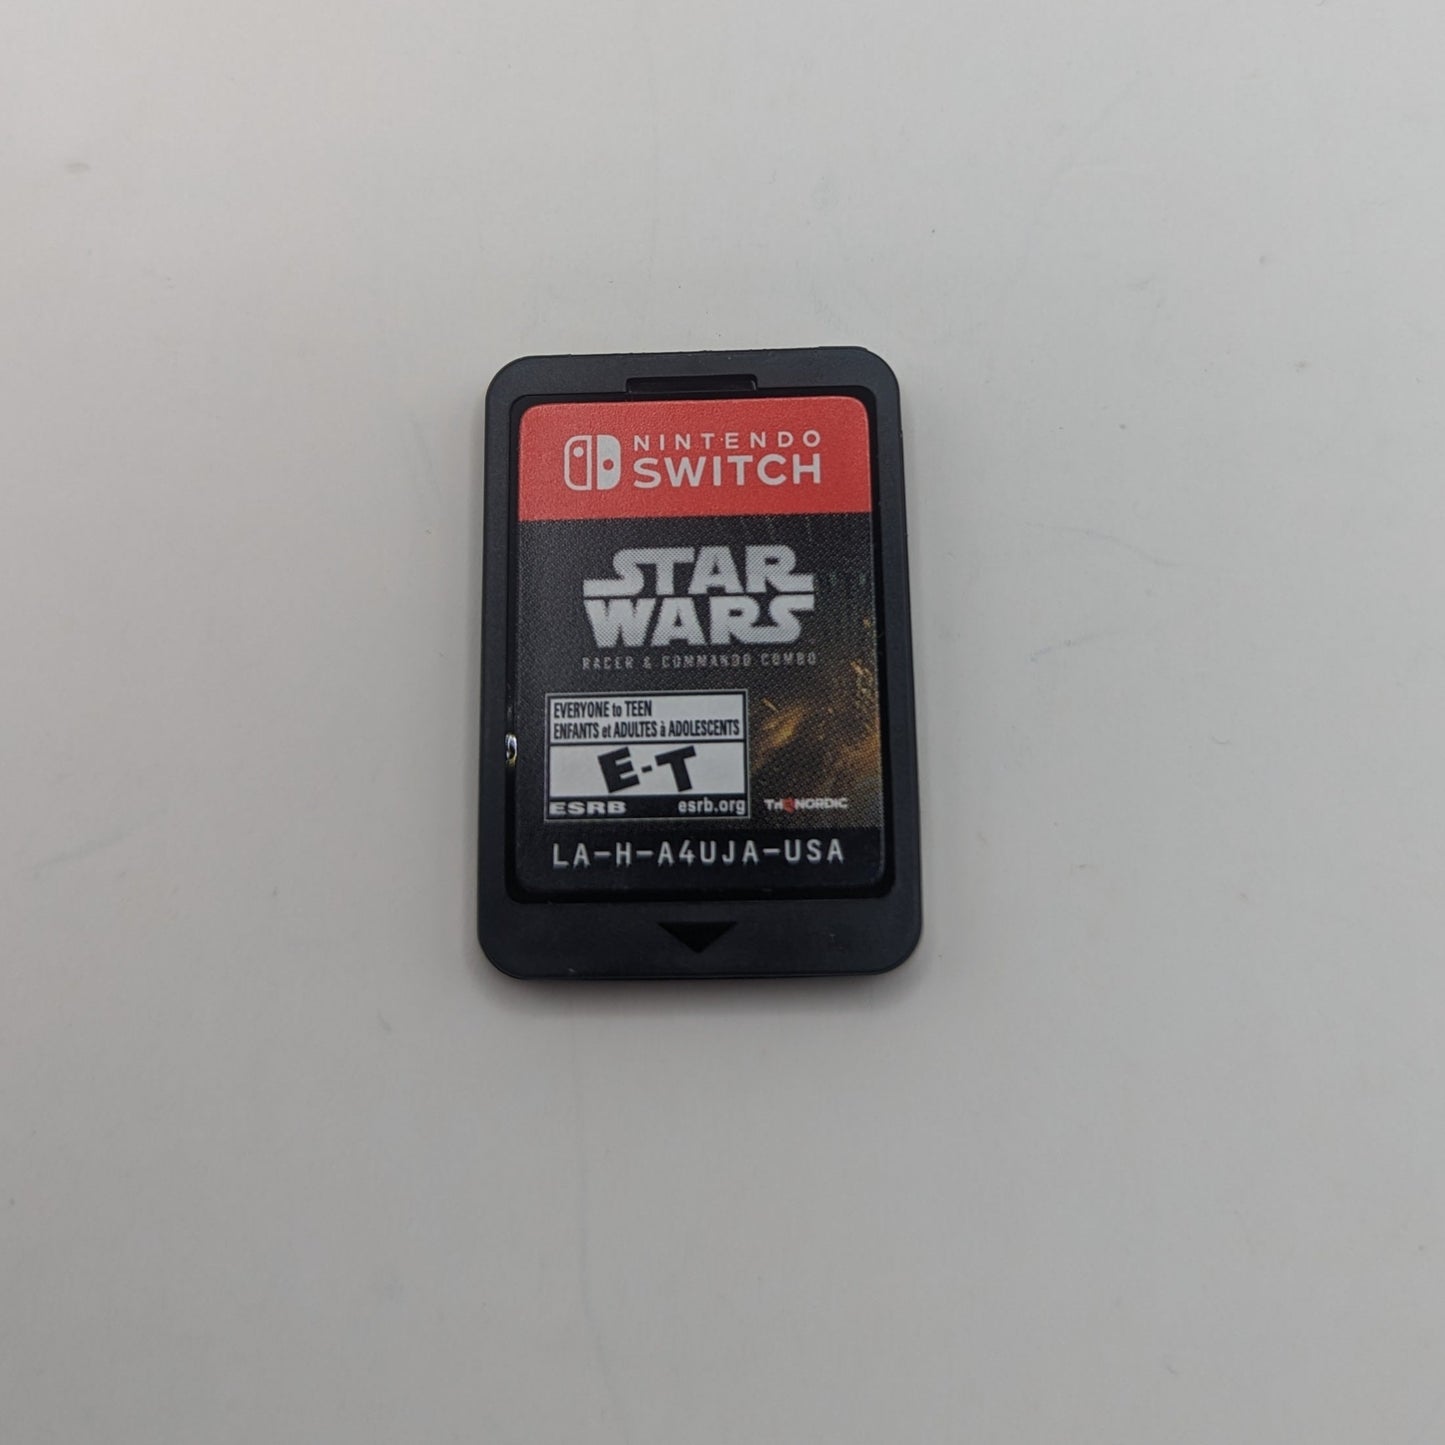 NINTENDO
SWITCH
STAR
WARS
RACER & COMMANDO COMBO
EVERYONE to TEEN
ENFANTS et ADULTES à ADOLESCENTS
E-T
ESRB esrb.org
THQ NORDIC
LA-H-A4UJA-USA